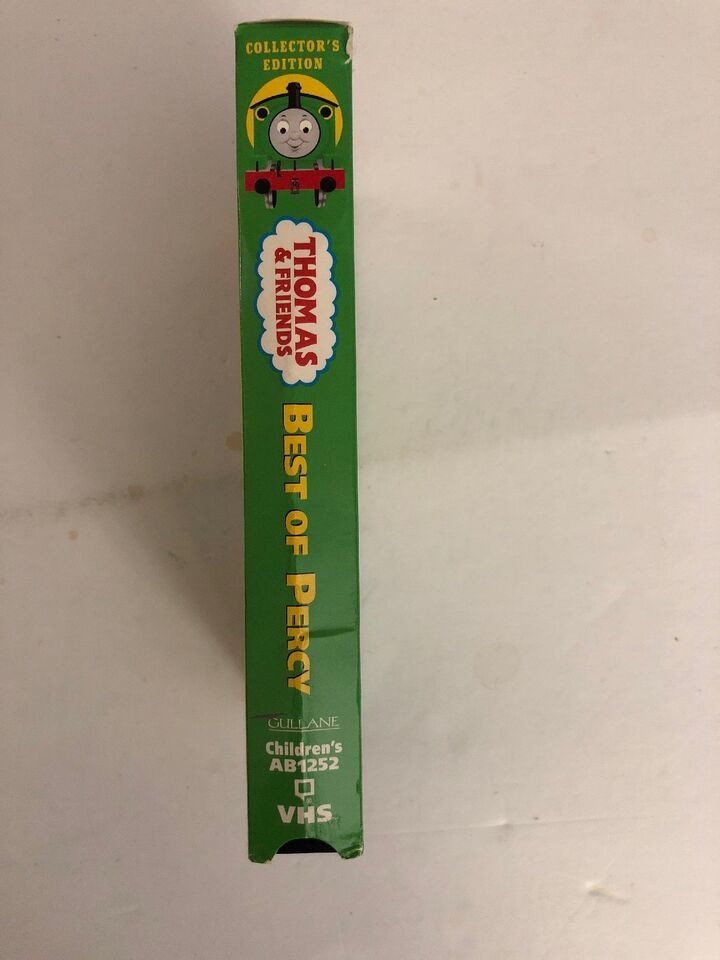 COLLECTOR'S
EDITION
THOMAS
& FRIENDS
BEST OF PERCY
GULLANE
Children's
AB1252
VHS